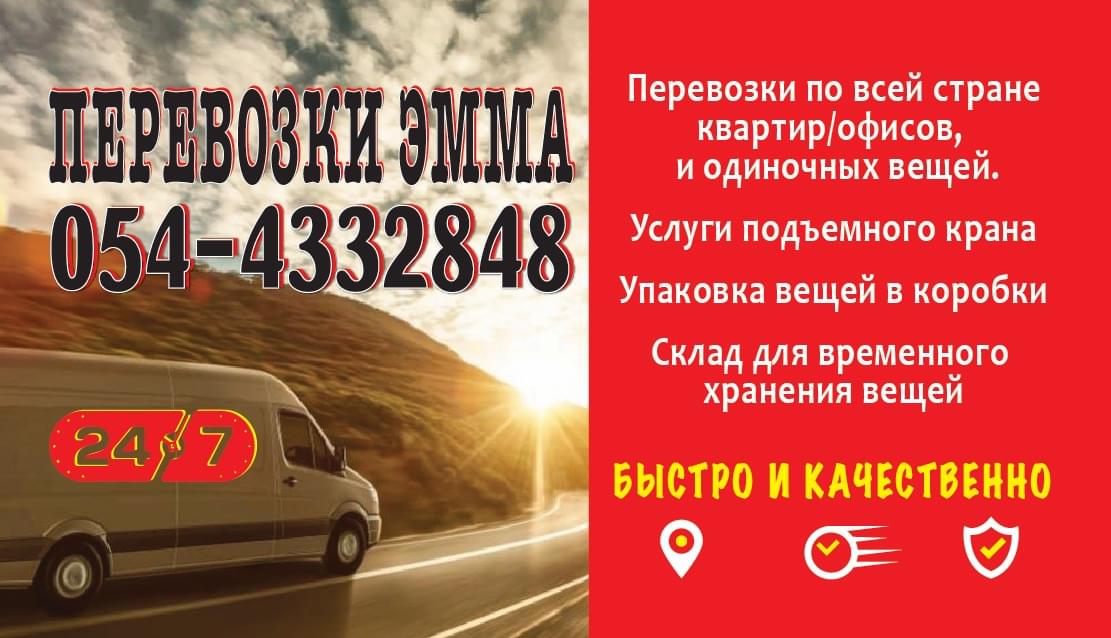 ПЕРЕВОЗКИ ЭММА
054-4332848
24 7
Перевозки по всей стране
квартир/офисов,
и одиночных вещей.
Услуги подъемного крана
Упаковка вещей в коробки
Склад для временного
хранения вещей
БЫСТРО И КАЧЕСТВЕННО